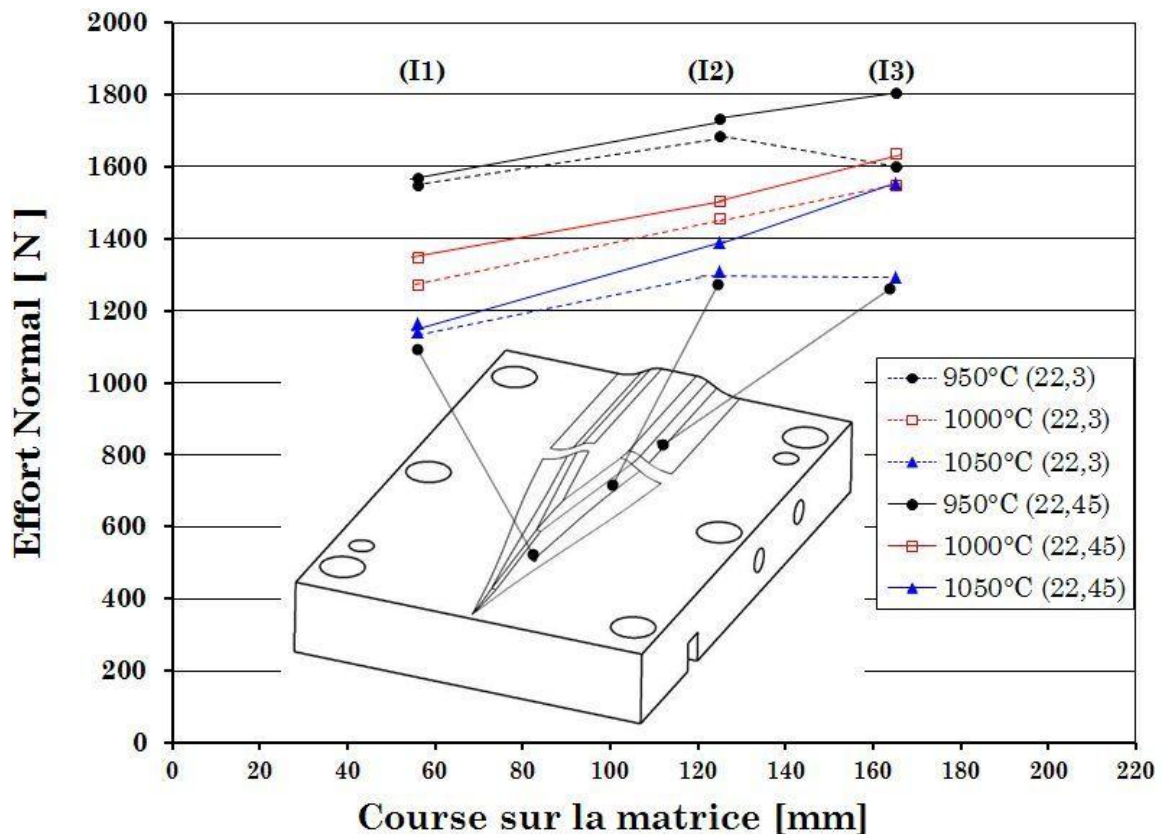 2000
1800
1600
1400
1200
1000
800
600
400
200
0
Effort Normal [ N ]
(I1) (I2) (I3)
950°C (22,3)
1000°C (22,3)
1050°C (22,3)
950°C (22,45)
1000°C (22,45)
1050°C (22,45)
0 20 40 60 80 100 120 140 160 180 200 220
Course sur la matrice [mm]